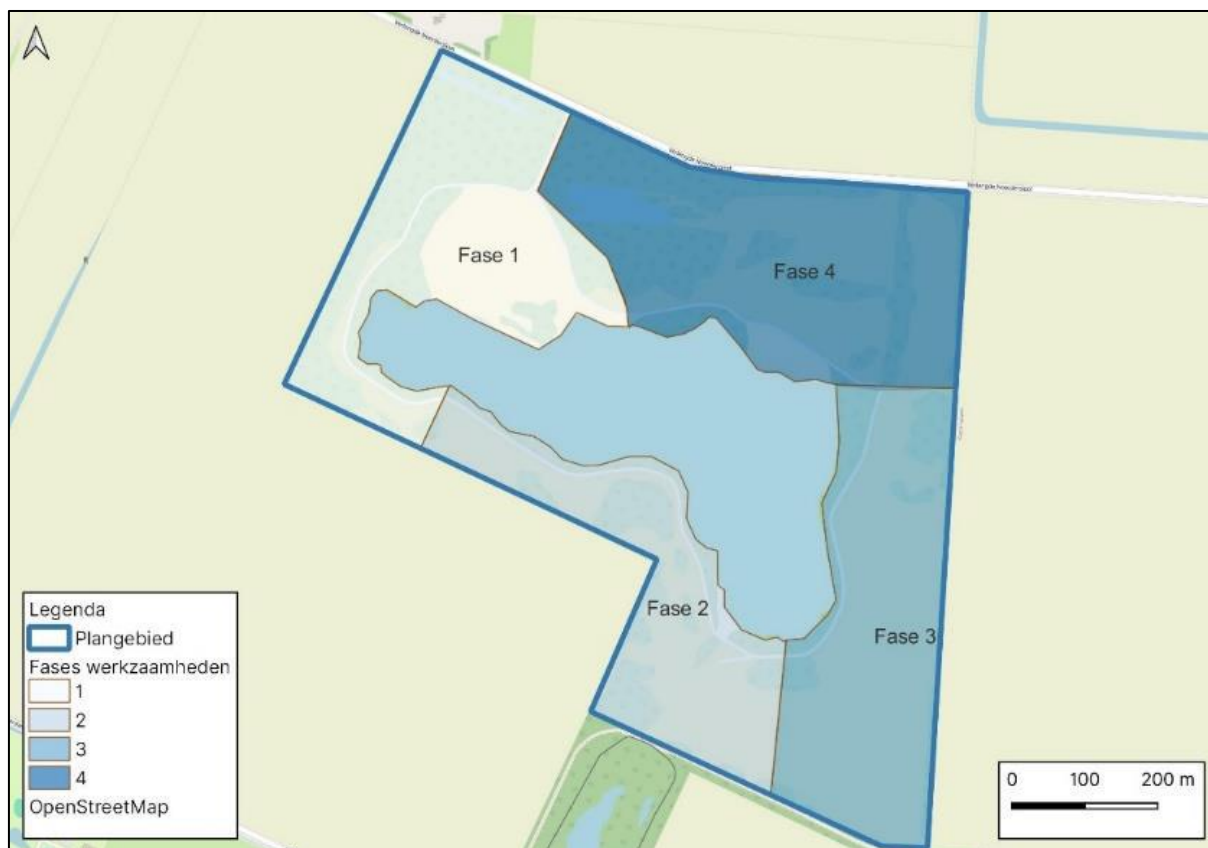 Fase 1
Fase 4
Fase 2
Fase 3
Legenda
Plangebied
Fases werkzaamheden
1
2
3
4
OpenStreetMap
0 100 200 m